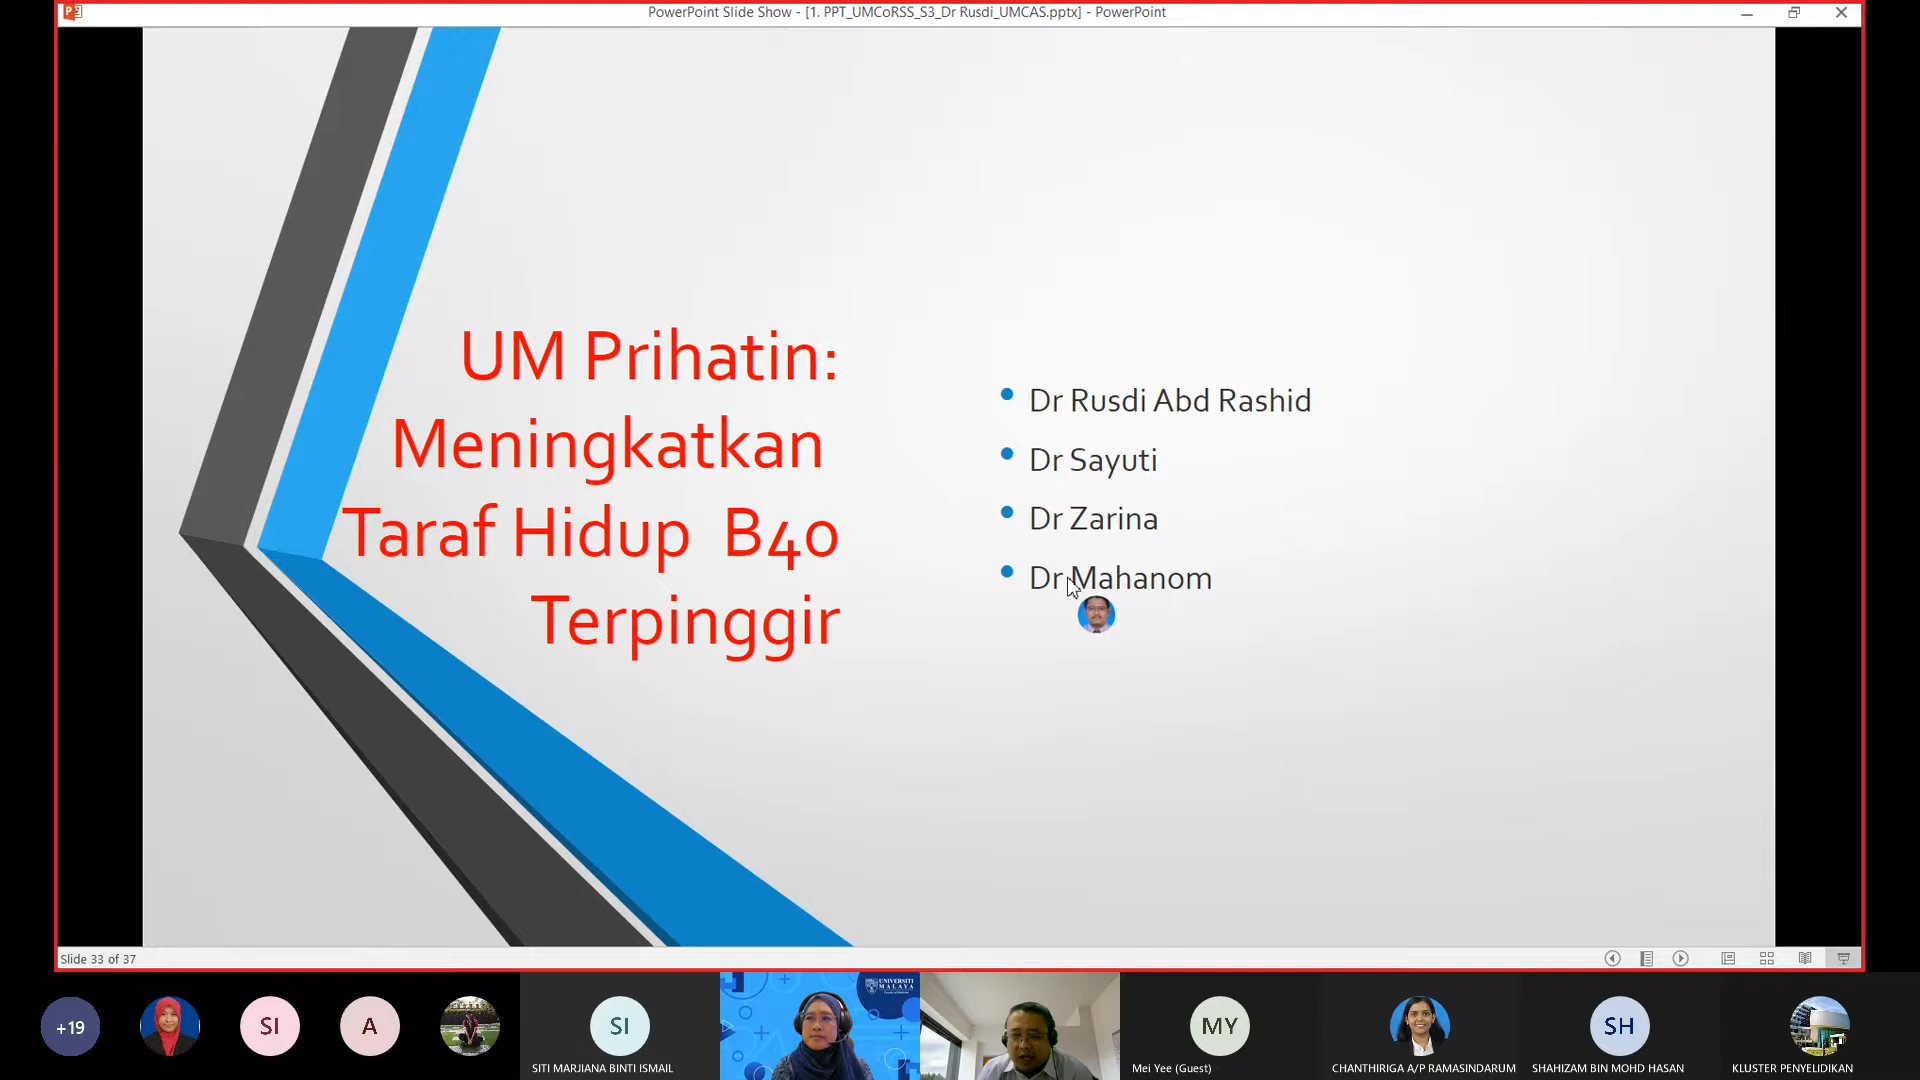 PowerPoint Slide Show - [1. PPT_UMCoRSS_S3_Dr Rusdi_UMCAS.pptx] - PowerPoint
UM Prihatin:
Meningkatkan
Taraf Hidup B40
Terpinggir
Dr Rusdi Abd Rashid
Dr Sayuti
Dr Zarina
Dr Mahanom
Slide 33 of 37
+19
SI
A
SI
SITI MARJIANA BINTI ISMAIL
UNIVERSITI
MALAYA
MY
Mei Yee (Guest)
CHANTHIRIGA A/P RAMASINDARUM
SH
SHAHIZAM BIN MOHD HASAN
KLUSTER PENYELIDIKAN